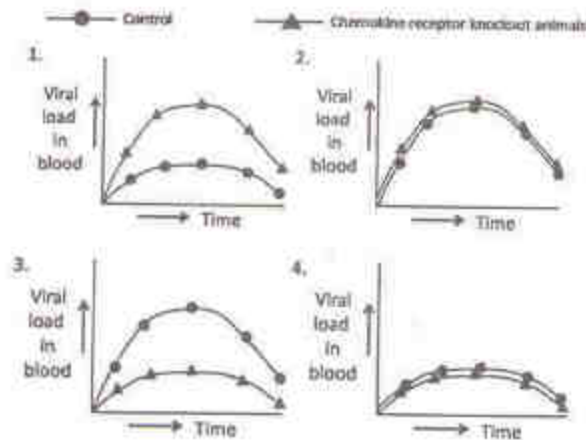 Control
Chemokine receptor knockout animals
1.
Viral
load
in
blood
Time
2.
Viral
load
in
blood
Time
3.
Viral
load
in
blood
Time
4.
Viral
load
in
blood
Time